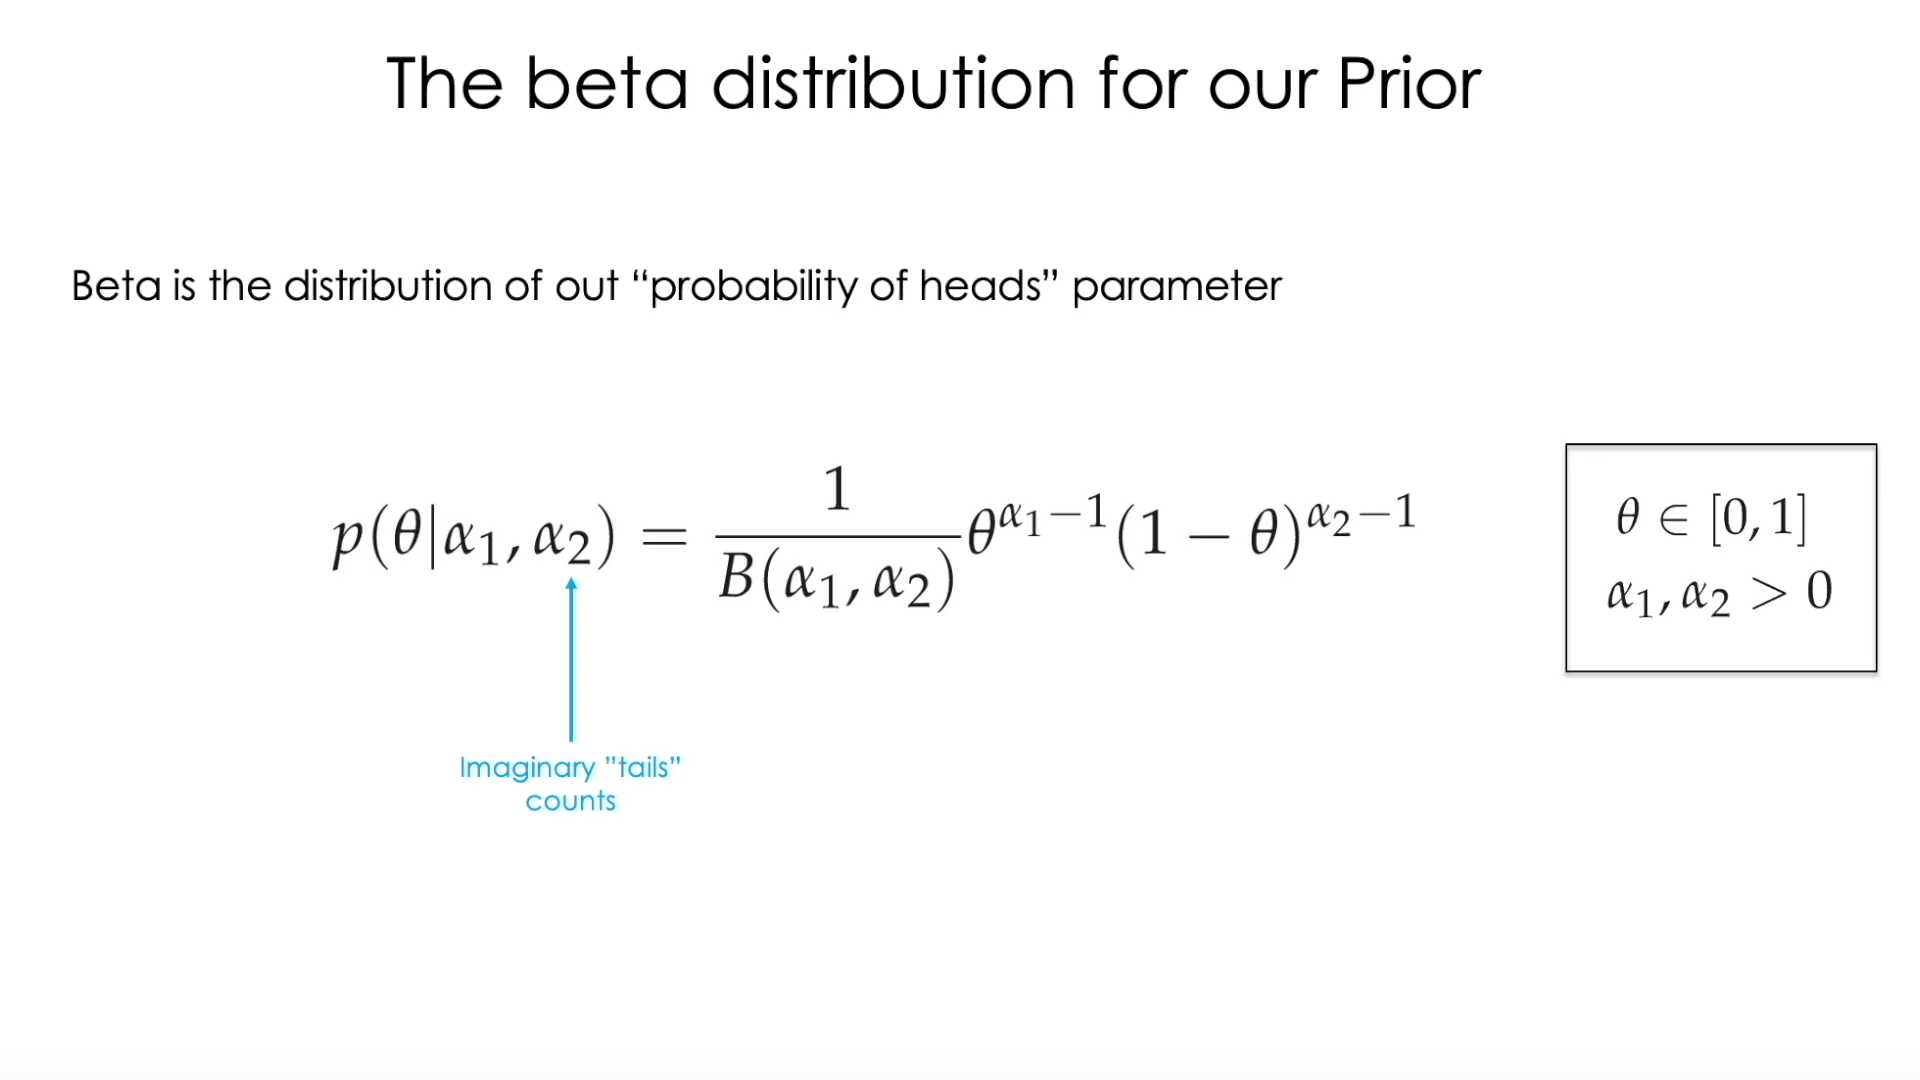 The beta distribution for our Prior
Beta is the distribution of out “probability of heads” parameter
p(θ|α₁, α₂) = 1 / B(α₁, α₂) θ^{α₁−1}(1 − θ)^{α₂−1}
θ ∈ [0, 1]
α₁, α₂ > 0
Imaginary ”tails”
counts